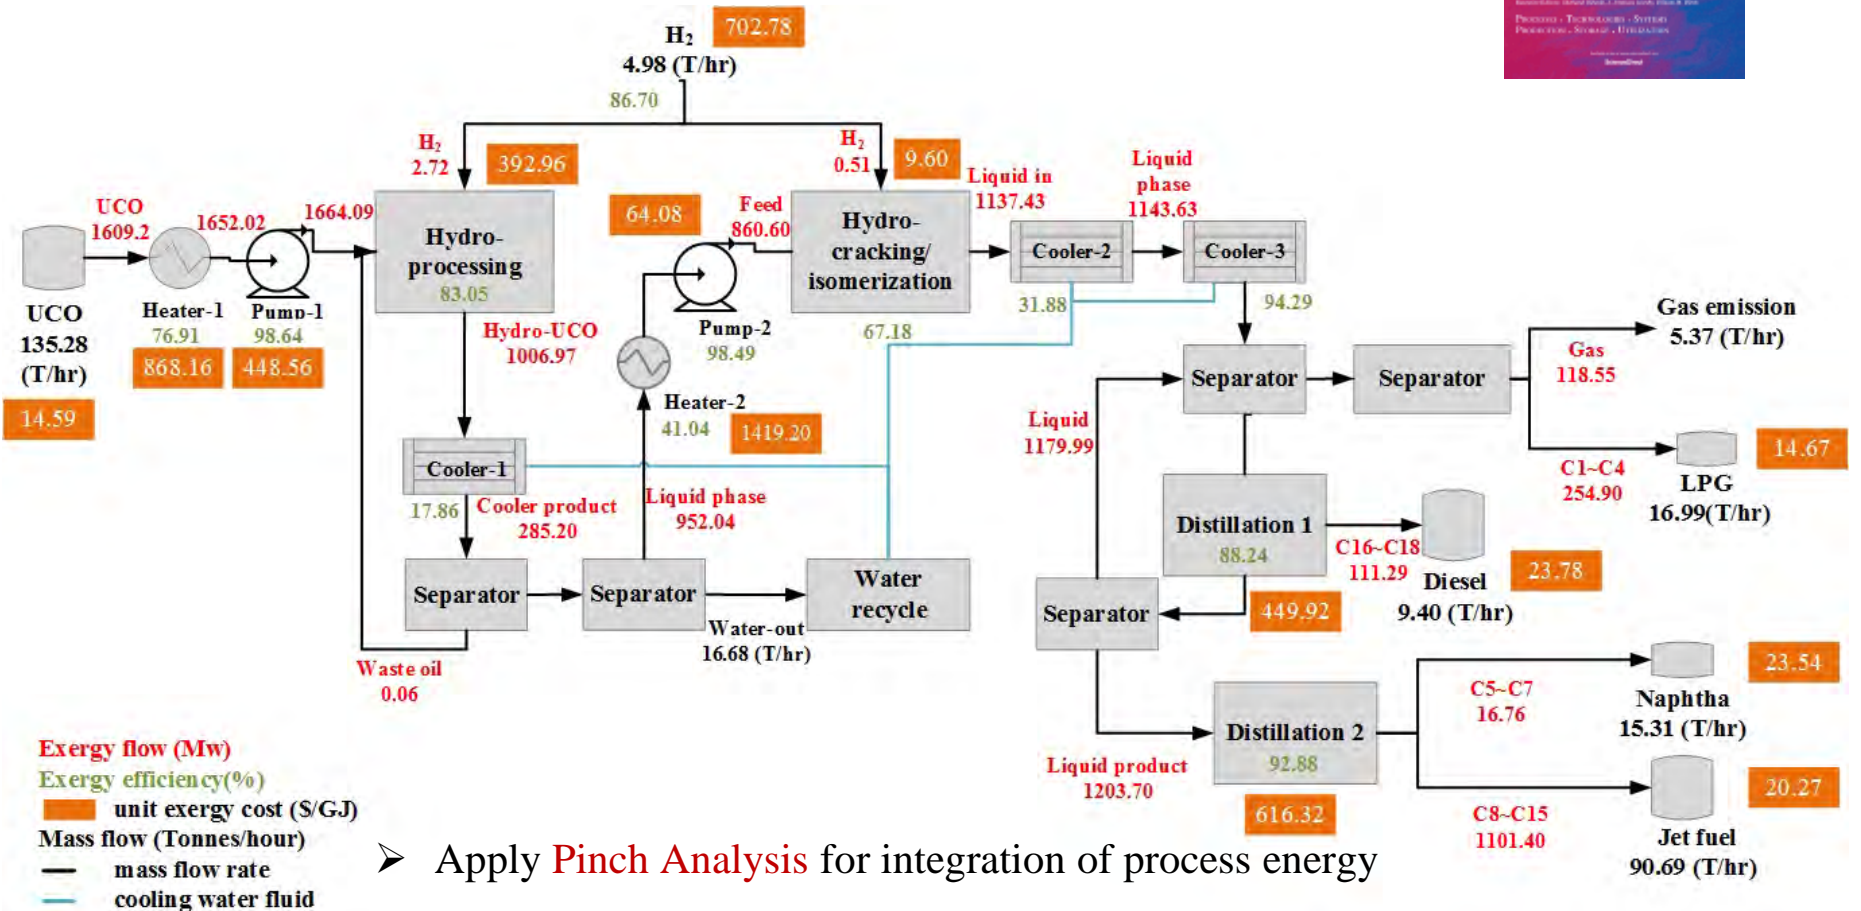 PROCESSES - TECHNOLOGIES - SYSTEMS
PRODUCTION - STORAGE - UTILIZATION
ScienceDirect
H₂
702.78
4.98 (T/hr)
86.70
H₂
2.72
392.96
H₂
0.51
9.60
Liquid in
1137.43
Liquid
phase
1143.63
UCO
1609.2
1652.02
1664.09
64.08
Feed
860.60
Hydro-
processing
83.05
Hydro-
cracking/
isomerization
67.18
Cooler-2
31.88
Cooler-3
94.29
UCO
135.28
(T/hr)
14.59
Heater-1
76.91
868.16
Pump-1
98.64
448.56
Hydro-UCO
1006.97
Pump-2
98.49
Heater-2
41.04
1419.20
Separator
Separator
Gas emission
5.37 (T/hr)
Gas
118.55
Liquid
1179.99
C1~C4
254.90
LPG
16.99(T/hr)
14.67
Cooler-1
17.86
Cooler product
285.20
Liquid phase
952.04
Distillation 1
88.24
C16~C18
111.29
Diesel
9.40 (T/hr)
23.78
449.92
Separator
Separator
Water
recycle
Water-out
16.68 (T/hr)
Separator
Waste oil
0.06
Liquid product
1203.70
Distillation 2
92.88
616.32
C5~C7
16.76
Naphtha
15.31 (T/hr)
23.54
C8~C15
1101.40
Jet fuel
90.69 (T/hr)
20.27
Exergy flow (Mw)
Exergy efficiency(%)
unit exergy cost ($/GJ)
Mass flow (Tonnes/hour)
mass flow rate
cooling water fluid
➢ Apply Pinch Analysis for integration of process energy